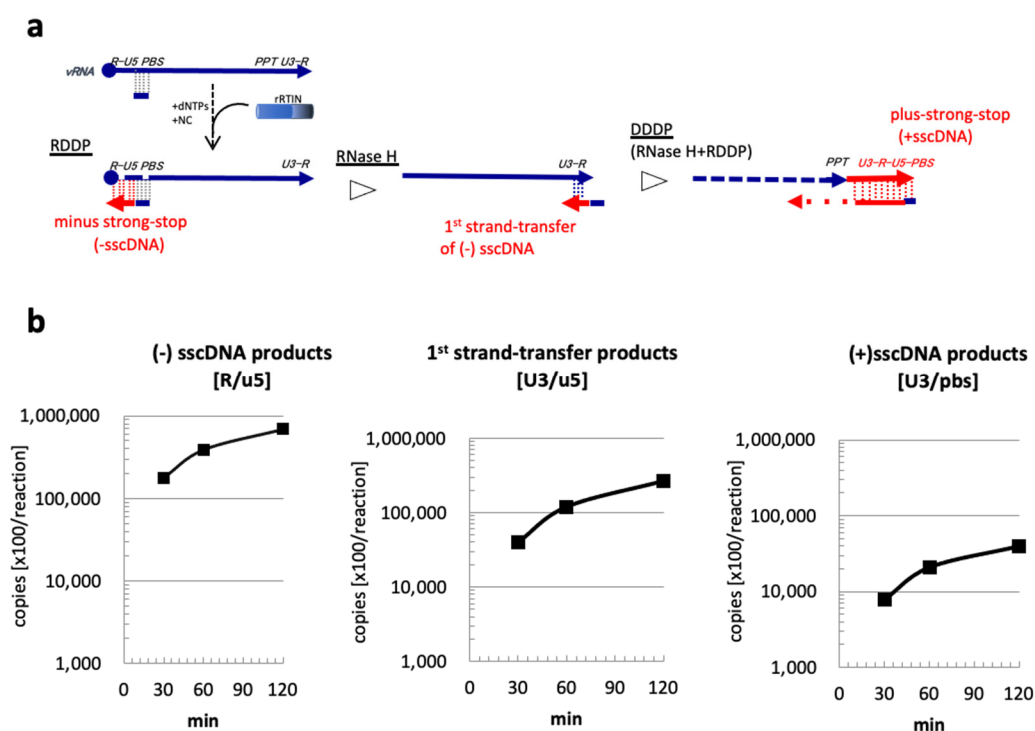 a
R-U5 PBS
PPT U3-R
vRNA
+dNTPs
+NC
rRTIN
RDDP
R-U5 PBS
U3-R
minus strong-stop
(-sscDNA)
RNase H
U3-R
1st strand-transfer
of (-) sscDNA
DDDP
(RNase H+RDDP)
plus-strong-stop
(+sscDNA)
PPT
U3-R-U5-PBS
b
(-) sscDNA products
[R/u5]
copies [x100/reaction]
1,000,000
100,000
10,000
1,000
0 30 60 90 120
min
1st strand-transfer products
[U3/u5]
copies [x100/reaction]
1,000,000
100,000
10,000
1,000
0 30 60 90 120
min
(+)sscDNA products
[U3/pbs]
copies [x100/reaction]
1,000,000
100,000
10,000
1,000
0 30 60 90 120
min